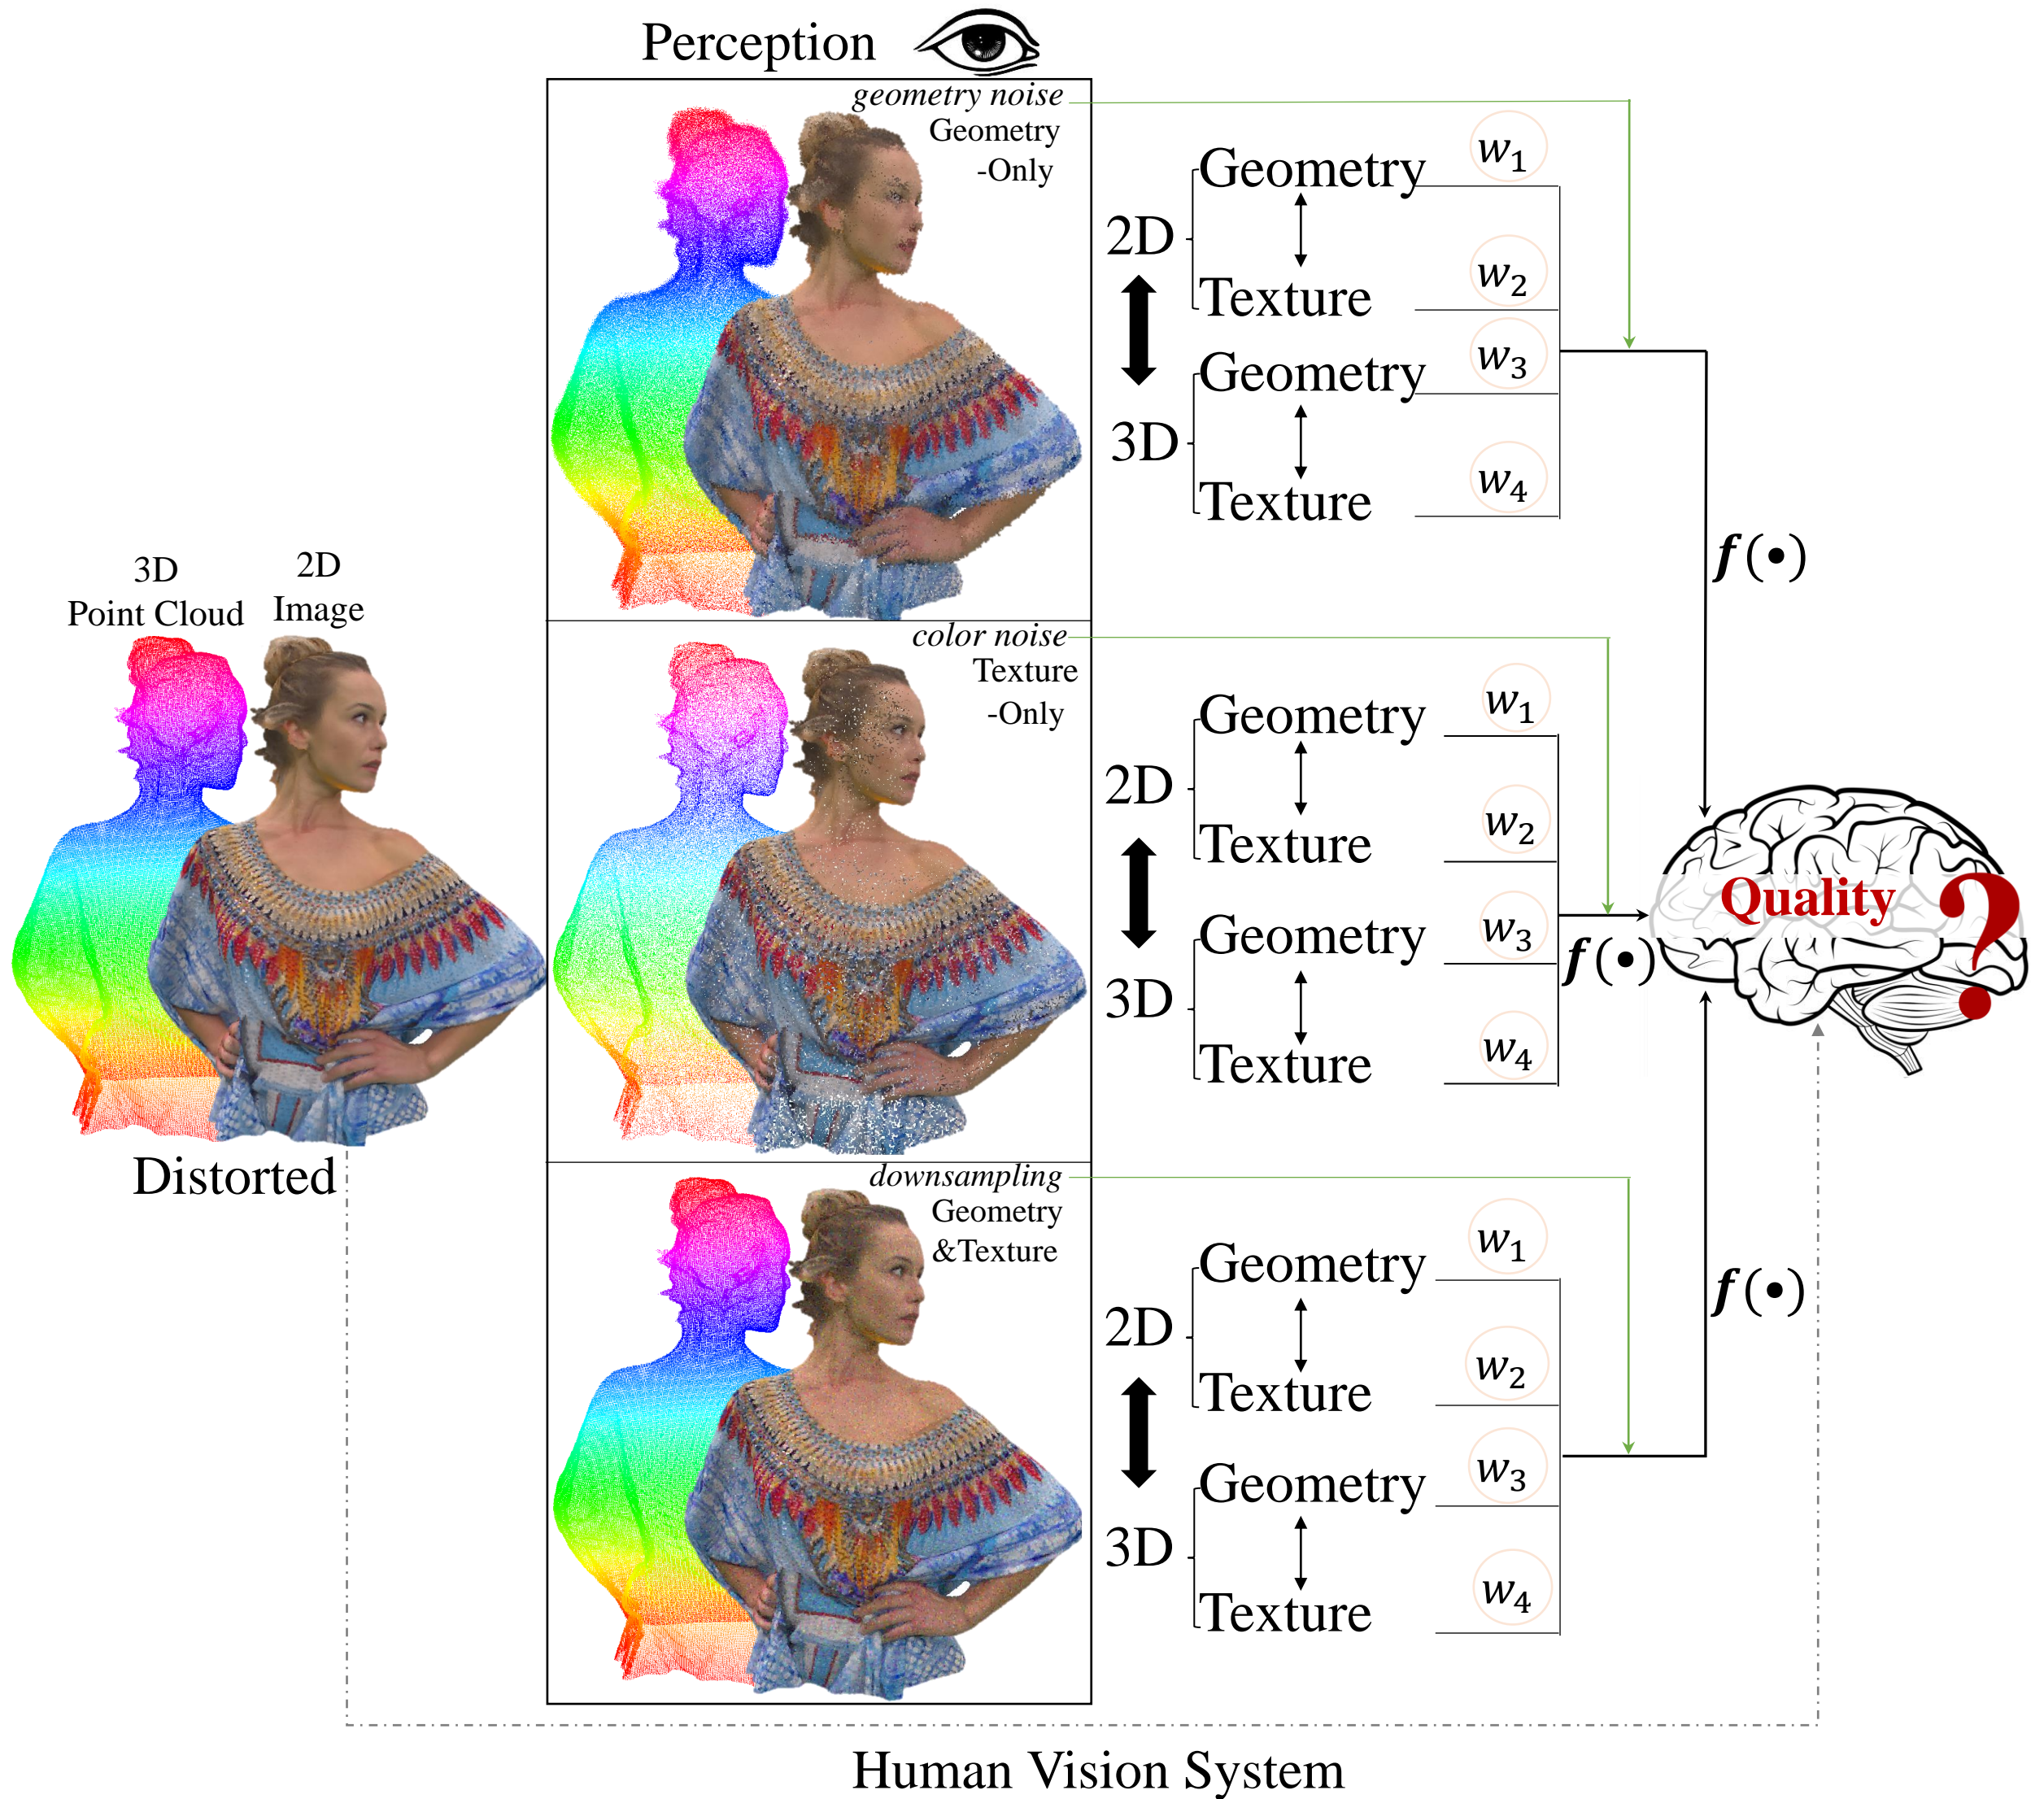 Perception
geometry noise
Geometry
-Only
Geometry
w1
2D
Texture
w2
Geometry
w3
3D
Texture
w4
f(•)
3D
Point Cloud
2D
Image
Distorted
color noise
Texture
-Only
Geometry
w1
2D
Texture
w2
Geometry
w3
3D
Texture
w4
f(•)
Quality ?
downsampling
Geometry
&Texture
Geometry
w1
2D
Texture
w2
Geometry
w3
3D
Texture
w4
f(•)
Human Vision System